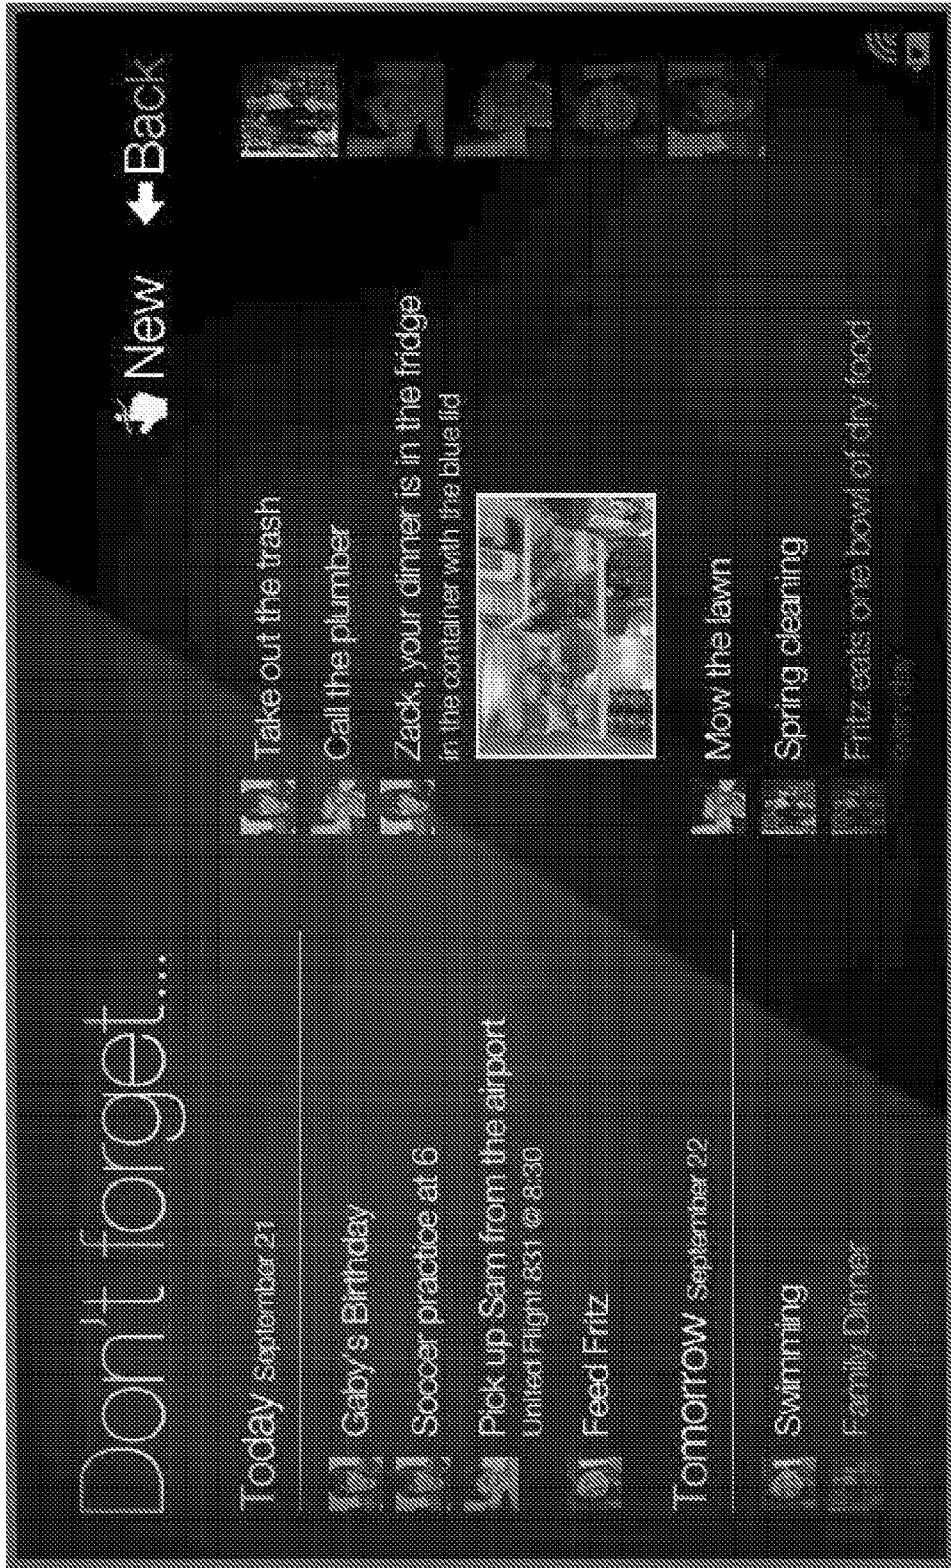 Don't forget....
New
Back
Today september 21
Gaby's Birthday
Soccer practice at 6
Pick up Sam from the airport
United Flight 831 @ 8:30
Feed Fritz
Take out the trash
Call the plumber
Zack, your dinner is in the fridge
in the container with the blue lid
Tomorrow september 22
Swimming
Family Dinner
Mow the lawn
Spring cleaning
Fritz eats one bowl of dry food